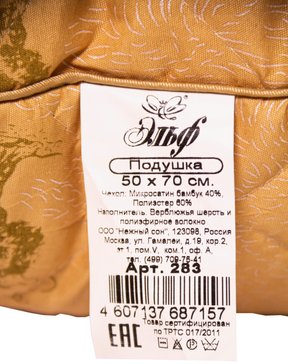 Эльф
Подушка
50 х 70 см.
Чехол: Микросатин бамбук 40%,
Полиэстер 60%
Наполнитель: Верблюжья шерсть и
полиэфирное волокно
ООО "Нежный сон", 123098, Россия
Москва, ул. Гамалеи, д.19, кор.2,
эт 1, пом.V, ком.1, оф. А,
тел. (499) 709-75-41
Арт. 283
4 607137 687157
ЕАС Товар сертифицирован
по ТРТС 017/2011